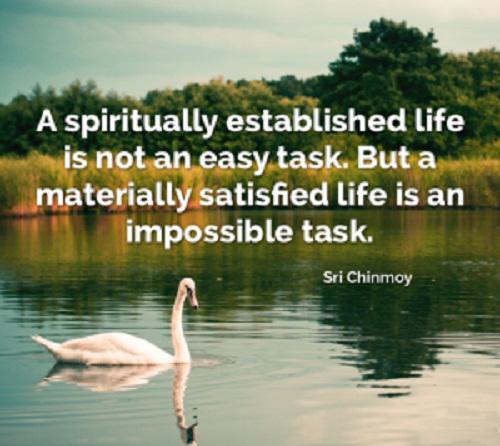 A spiritually established life
is not an easy task. But a
materially satisfied life is an
impossible task.
Sri Chinmoy